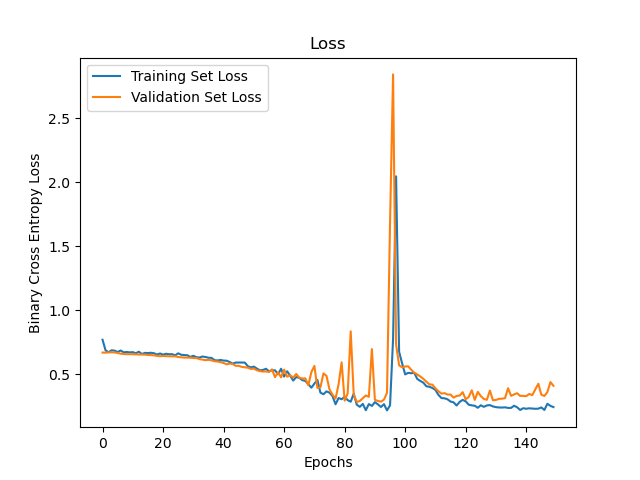 Loss
Training Set Loss
Validation Set Loss
Binary Cross Entropy Loss
2.5
2.0
1.5
1.0
0.5
0 20 40 60 80 100 120 140
Epochs